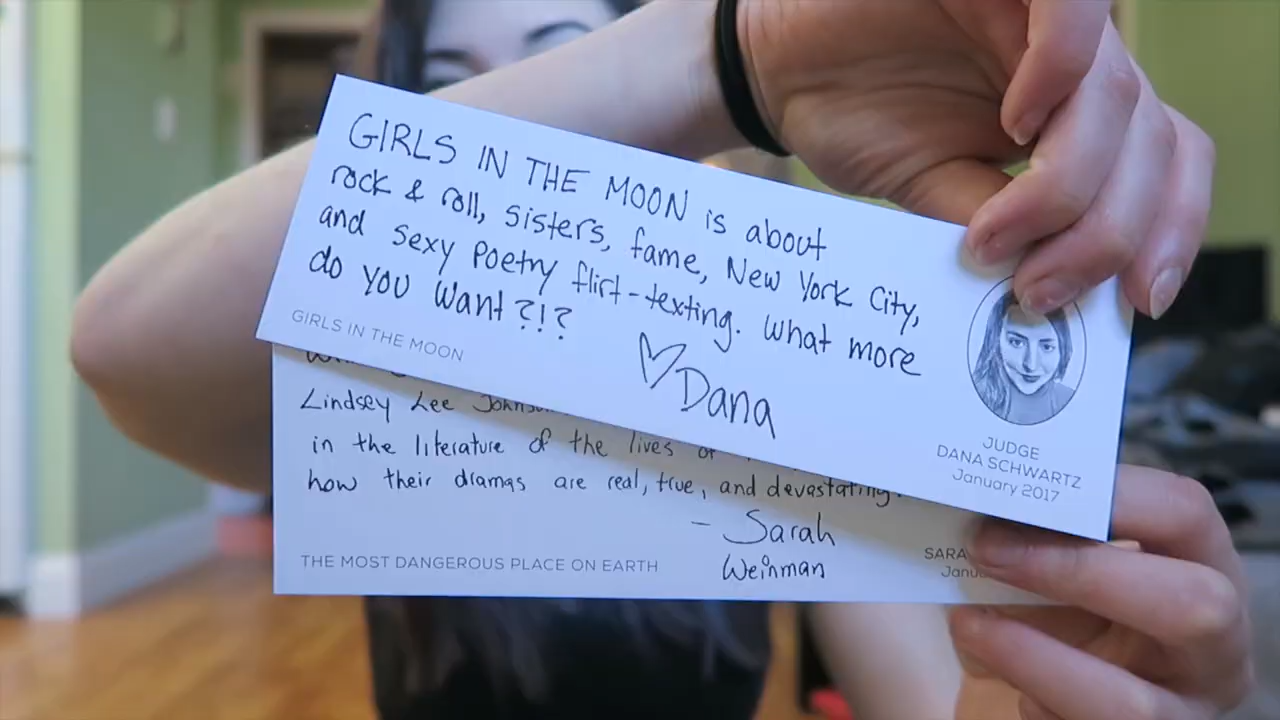 GIRLS IN THE MOON is about
rock & roll, sisters, fame, New York City,
and sexy poetry flirt-texting. What more
do you want?!?
♡ Dana
GIRLS IN THE MOON
JUDGE
DANA SCHWARTZ
January 2017
Lindsey Lee
in the literature of the lives of
how their dramas are real, true, and devastating.
- Sarah
Weinman
THE MOST DANGEROUS PLACE ON EARTH
SARA
Janu